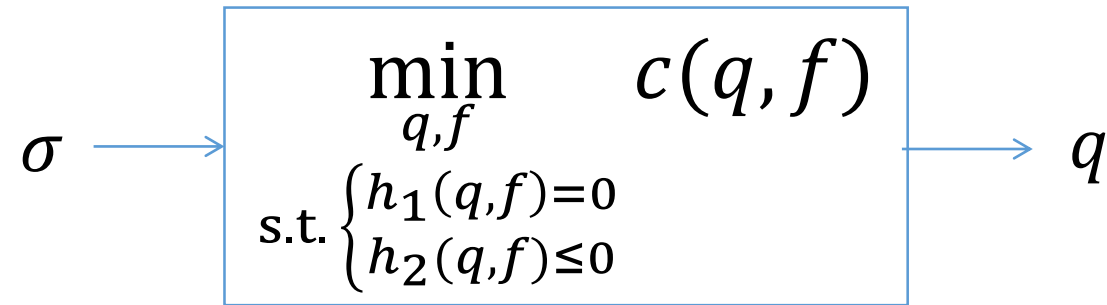 min c(q, f)
q,f
σ
q
s.t. { h₁(q,f)=0
h₂(q,f)≤0